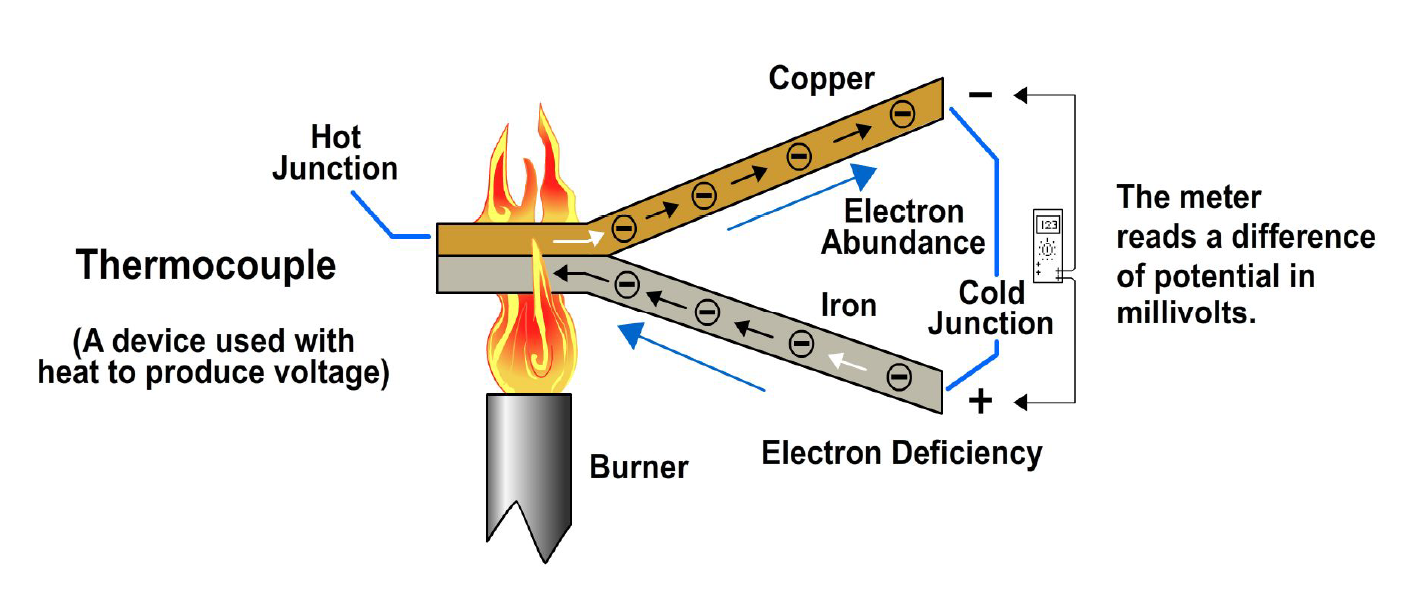 Copper
−
Hot
Junction
123
The meter
reads a difference
of potential in
millivolts.
Electron
Abundance
Thermocouple
Cold
Junction
Iron
(A device used with
heat to produce voltage)
+
Electron Deficiency
Burner